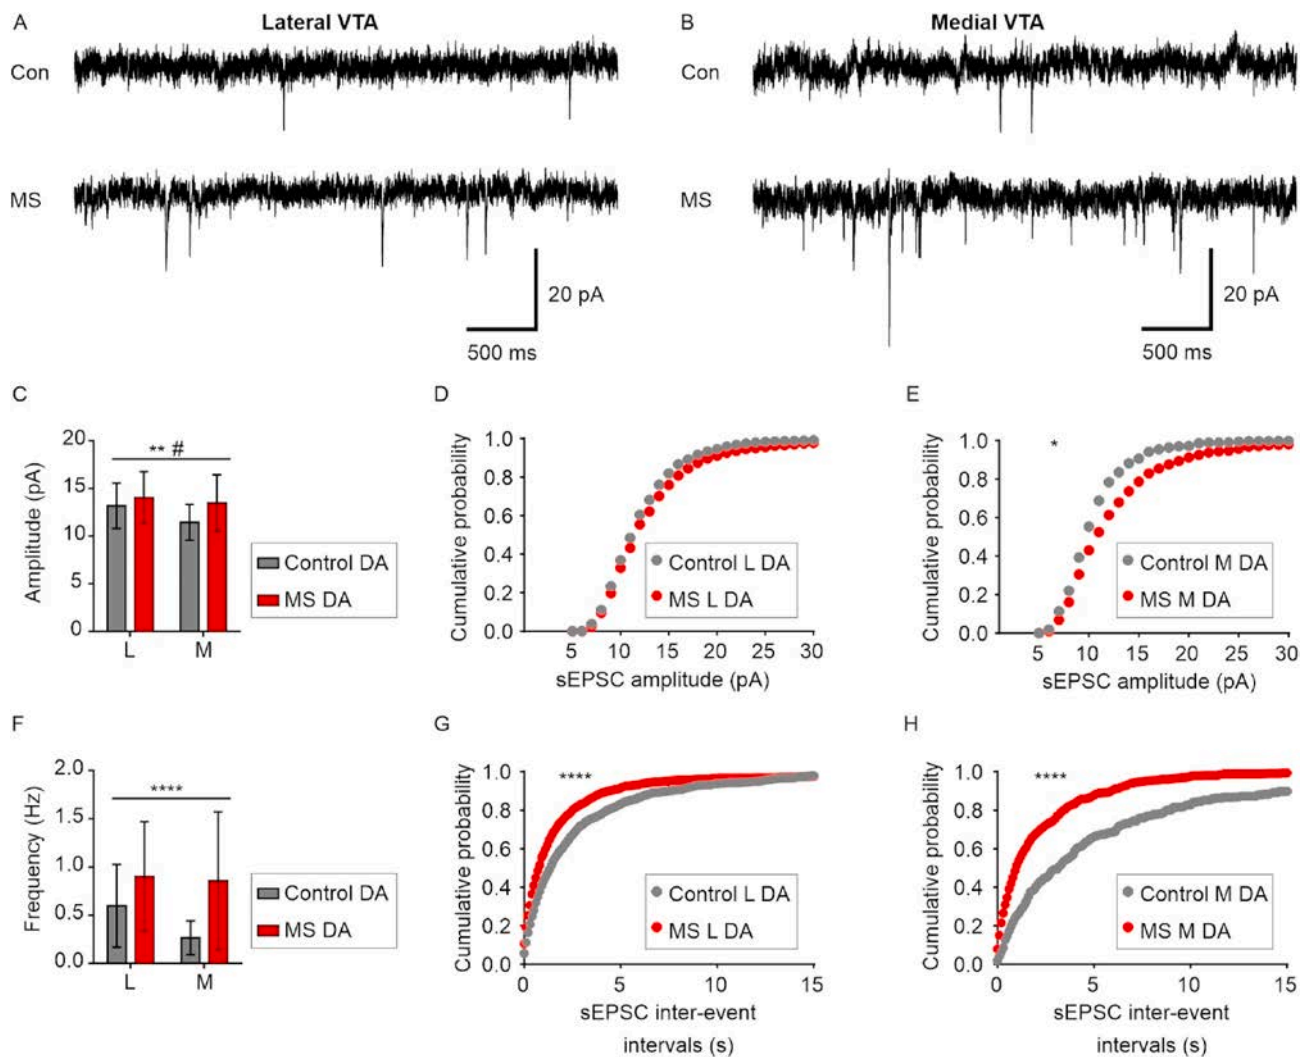 A
Lateral VTA
B
Medial VTA
Con
Con
MS
MS
20 pA
500 ms
20 pA
500 ms
C
Amplitude (pA)
20
15
10
5
0
** #
L
M
Control DA
MS DA
D
Cumulative probability
1.0
0.8
0.6
0.4
0.2
0.0
Control L DA
MS L DA
5 10 15 20 25 30
sEPSC amplitude (pA)
E
Cumulative probability
1.0
0.8
0.6
0.4
0.2
0.0
*
Control M DA
MS M DA
5 10 15 20 25 30
sEPSC amplitude (pA)
F
Frequency (Hz)
2.0
1.5
1.0
0.5
0.0
****
L
M
Control DA
MS DA
G
Cumulative probability
1.0
0.8
0.6
0.4
0.2
0.0
****
Control L DA
MS L DA
0 5 10 15
sEPSC inter-event
intervals (s)
H
Cumulative probability
1.0
0.8
0.6
0.4
0.2
0.0
****
Control M DA
MS M DA
0 5 10 15
sEPSC inter-event
intervals (s)